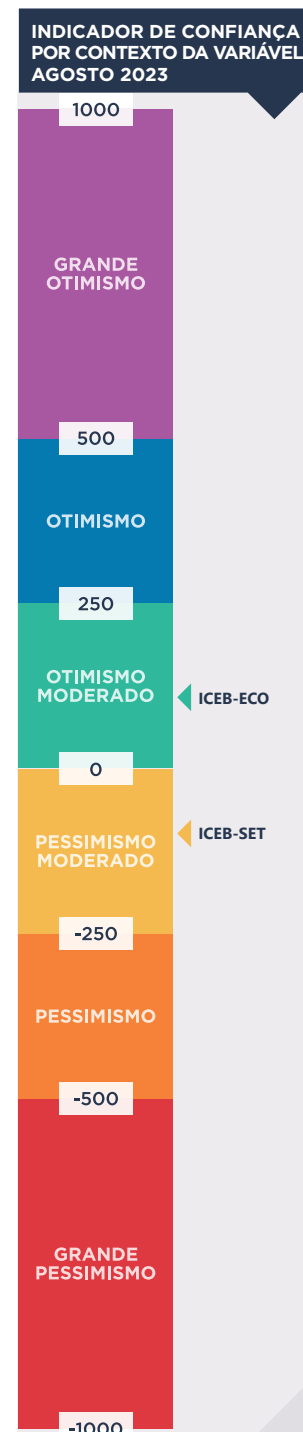 INDICADOR DE CONFIANÇA
POR CONTEXTO DA VARIÁVEL
AGOSTO 2023
1000
GRANDE
OTIMISMO
500
OTIMISMO
250
OTIMISMO
MODERADO
ICEB-ECO
0
PESSIMISMO
MODERADO
ICEB-SET
-250
PESSIMISMO
-500
GRANDE
PESSIMISMO
-1000